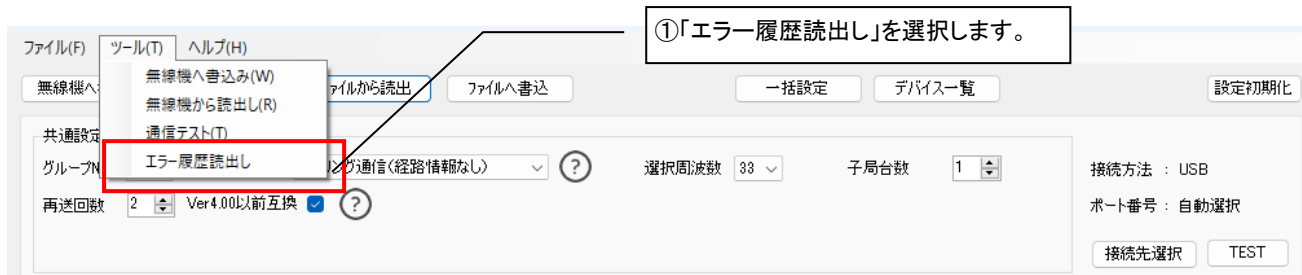 ①「エラー履歴読出し」を選択します。
ファイル(F) ツール(T) ヘルプ(H)
無線機へ書込み(W)
無線機から読出し(R)
通信テスト(T)
エラー履歴読出し
無線機へ ァイルから読出 ファイルへ書込 一括設定 デバイス一覧 設定初期化
共通設定
グループN リング通信(経路情報なし) ? 選択周波数 33 子局台数 1
再送回数 2 Ver4.00以前互換 ?
接続方法 : USB
ポート番号 : 自動選択
接続先選択 TEST